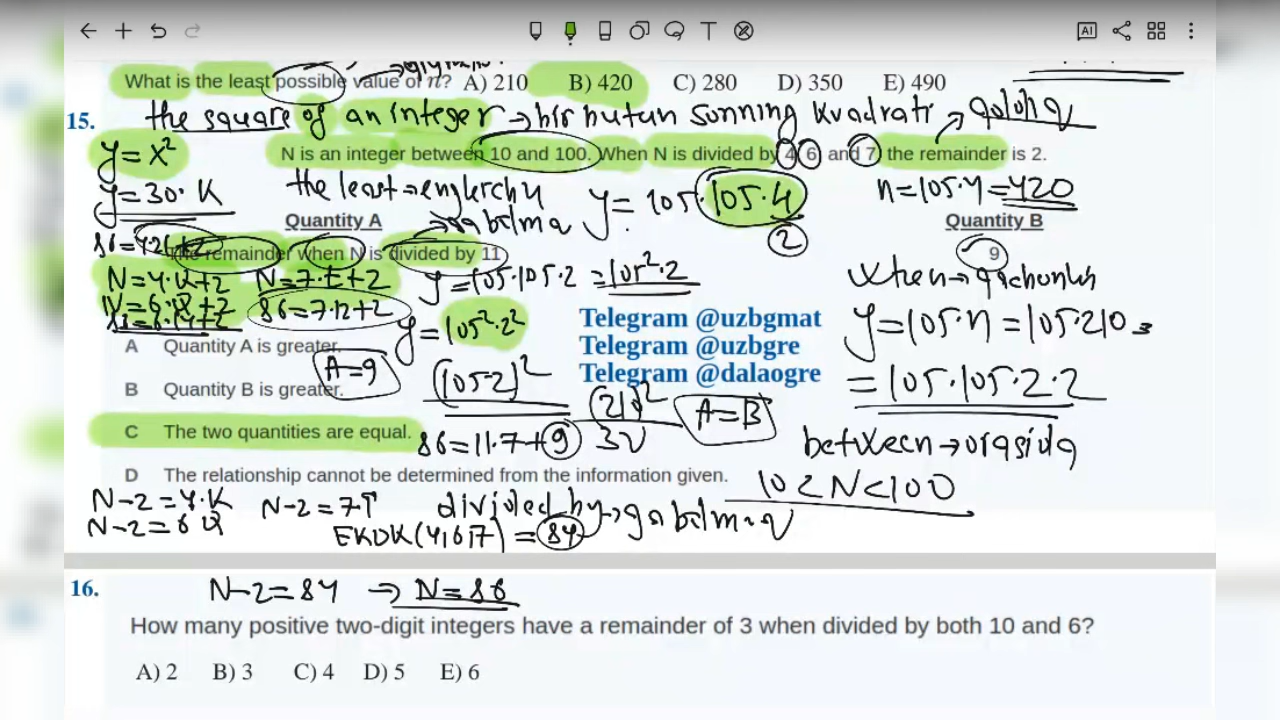 What is the least possible value of n? A) 210 B) 420 C) 280 D) 350 E) 490
15.
the square of an integer → bir butun sonning kvadrati
y = x²
N is an integer between 10 and 100. When N is divided by 4, 6, and 7, the remainder is 2.
y = 30·K
the least → eng
y = 105·105·4
n = 105·4 = 420
Quantity A
Quantity B
2
The remainder when N is divided by 11
9
N = 4·K+2 N = 7·t+2
y = 105·105·2 = 105²·2
86 = 7·12+2
y = 105²·2²
Telegram @uzbgmat
y = 105·n = 105·210
Telegram @uzbgre
A Quantity A is greater.
A = 9
(105·2)²
Telegram @dalaogre
= 105·105·2·2
B Quantity B is greater.
A = B
C The two quantities are equal.
86 = 11·7+9
between → orasida
D The relationship cannot be determined from the information given.
10 < N < 100
N-2 = 4·K
N-2 = 7T
divided by →
EKUK(4,6,7) = 84
16.
N-2 = 84 → N = 86
How many positive two-digit integers have a remainder of 3 when divided by both 10 and 6?
A) 2 B) 3 C) 4 D) 5 E) 6